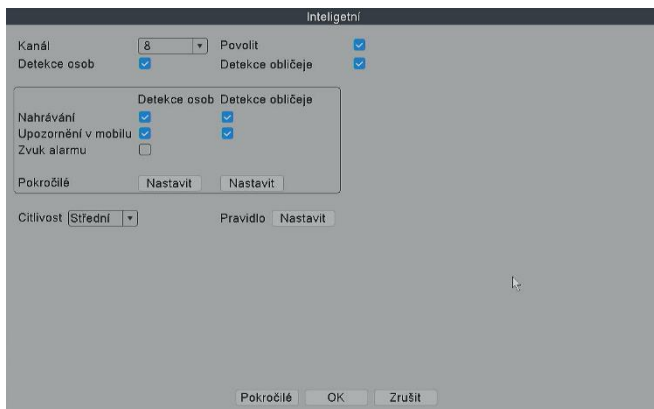 Inteligetní
Kanál 8 Povolit
Detekce osob Detekce obličeje
Detekce osob Detekce obličeje
Nahrávání
Upozornění v mobilu
Zvuk alarmu
Pokročilé Nastavit Nastavit
Citlivost Střední Pravidlo Nastavit
Pokročilé OK Zrušit